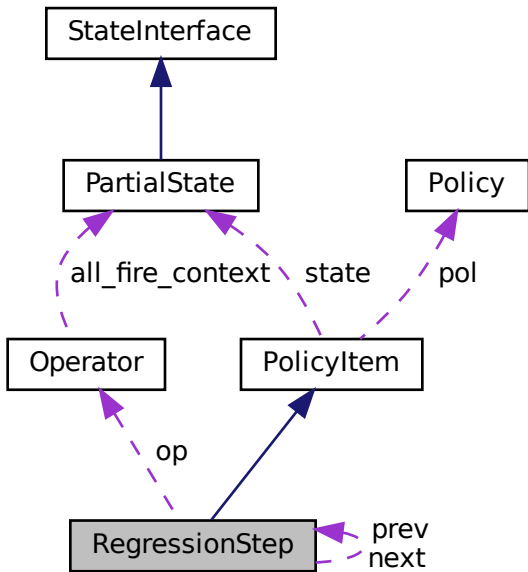 StateInterface
PartialState
Policy
all_fire_context
state
pol
Operator
PolicyItem
op
RegressionStep
prev
next